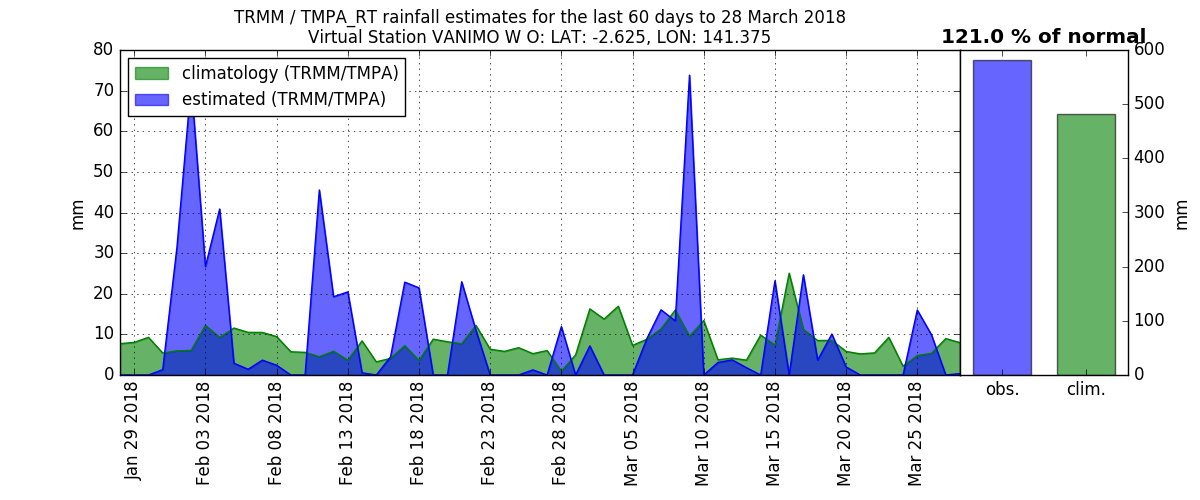 TRMM / TMPA_RT rainfall estimates for the last 60 days to 28 March 2018
Virtual Station VANIMO W O: LAT: -2.625, LON: 141.375
121.0 % of normal
climatology (TRMM/TMPA)
estimated (TRMM/TMPA)
80
70
60
50
40
30
20
10
0
mm
600
500
400
300
200
100
0
mm
Jan 29 2018
Feb 03 2018
Feb 08 2018
Feb 13 2018
Feb 18 2018
Feb 23 2018
Feb 28 2018
Mar 05 2018
Mar 10 2018
Mar 15 2018
Mar 20 2018
Mar 25 2018
obs.
clim.